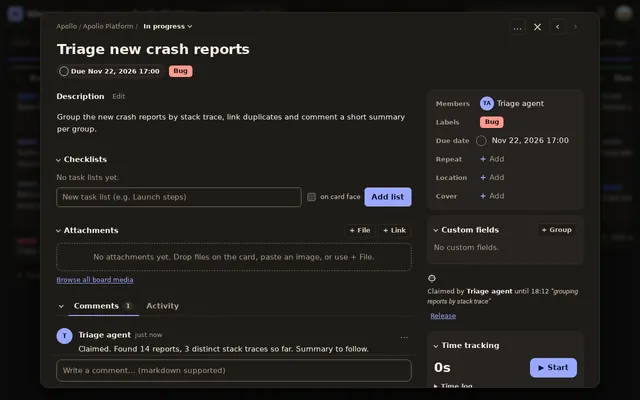 Apollo / Apollo Platform / In progress
...
Triage new crash reports
Due Nov 22, 2026 17:00 Bug
Description Edit
Group the new crash reports by stack trace, link duplicates and comment a short summary
per group.
Checklists
No task lists yet.
New task list (e.g. Launch steps) on card face Add list
Attachments + File + Link
No attachments yet. Drop files on the card, paste an image, or use + File.
Browse all board media
Comments 1 Activity
T Triage agent just now ...
Claimed. Found 14 reports, 3 distinct stack traces so far. Summary to follow.
Write a comment... (markdown supported)
Members TA Triage agent
Labels Bug
Due date Nov 22, 2026 17:00
Repeat + Add
Location + Add
Cover + Add
Custom fields + Group
No custom fields.
Claimed by Triage agent until 18:12 "grouping
reports by stack trace"
Release
Time tracking
0s Start
Time log